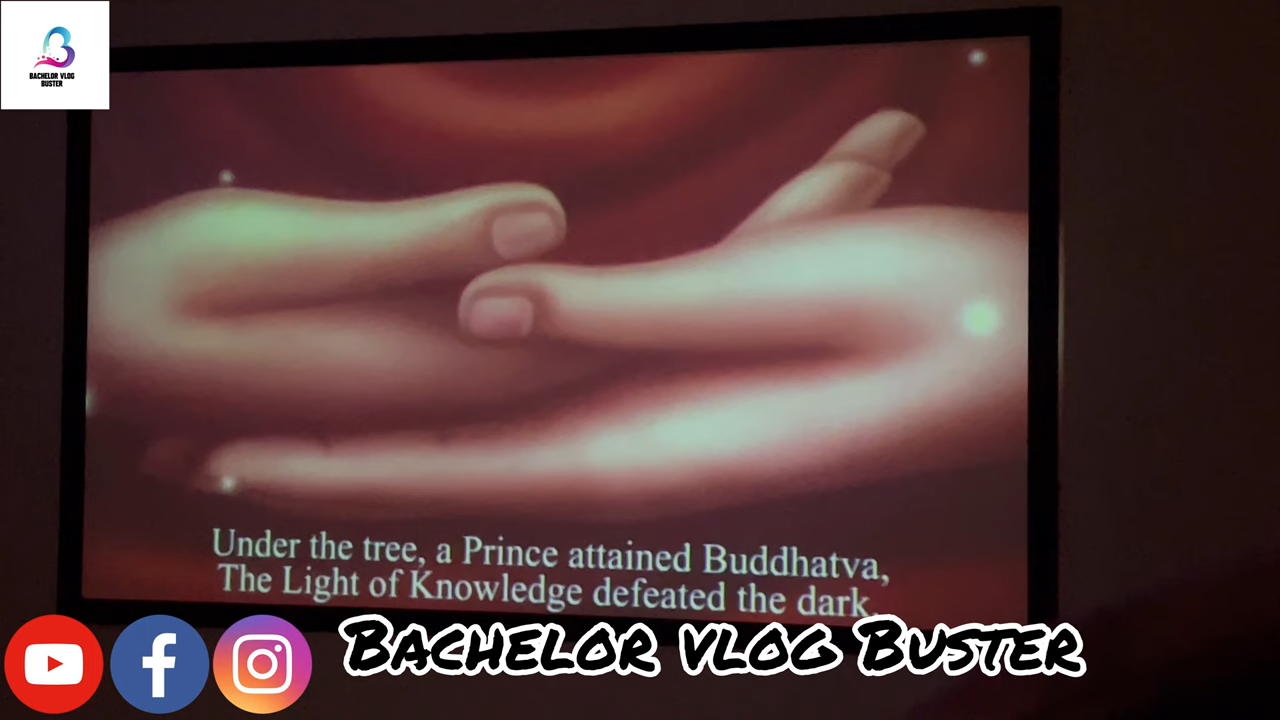 BACHELOR VLOG
BUSTER
Under the tree, a Prince attained Buddhatva,
The Light of Knowledge defeated the dark.
BACHELOR VLOG BUSTER